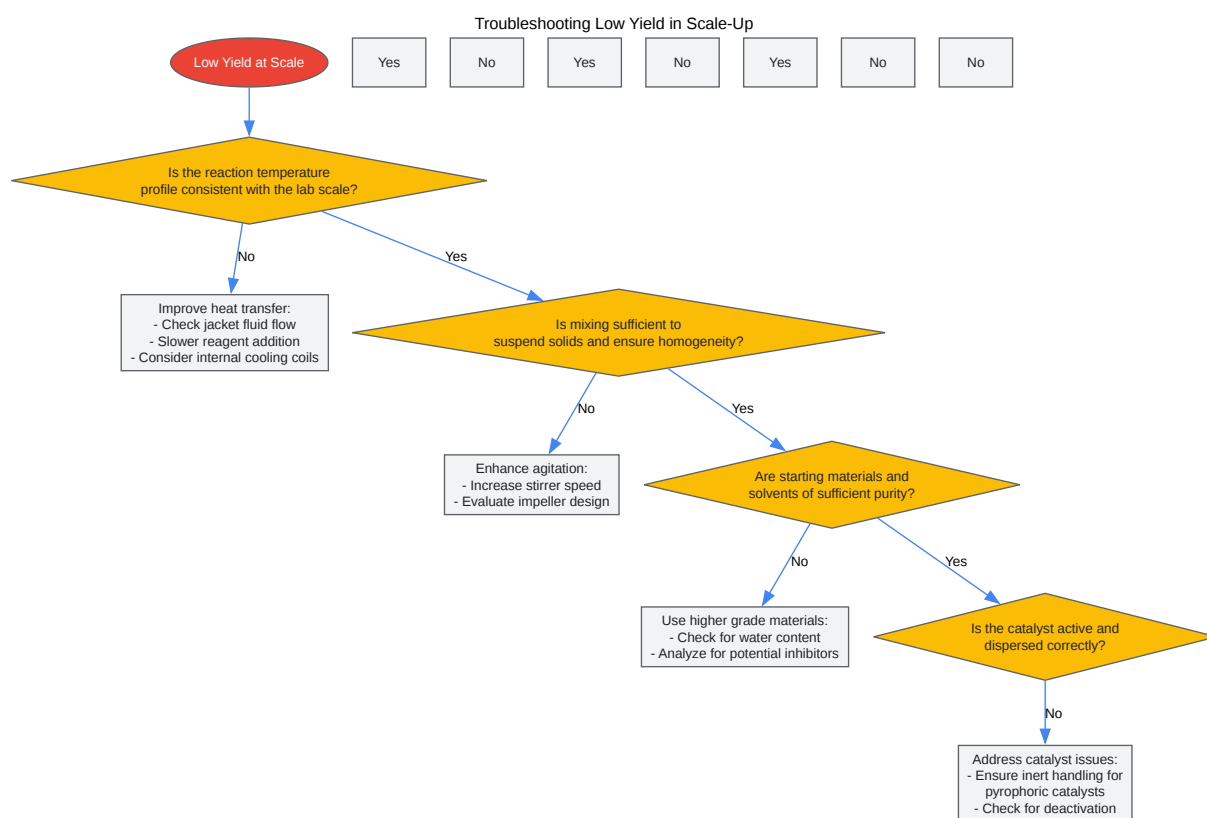 Troubleshooting Low Yield in Scale-Up
Low Yield at Scale
Yes
No
Yes
No
Yes
No
No
Is the reaction temperature
profile consistent with the lab scale?
No
Yes
Improve heat transfer:
- Check jacket fluid flow
- Slower reagent addition
- Consider internal cooling coils
Is mixing sufficient to
suspend solids and ensure homogeneity?
No
Yes
Enhance agitation:
- Increase stirrer speed
- Evaluate impeller design
Are starting materials and
solvents of sufficient purity?
No
Yes
Use higher grade materials:
- Check for water content
- Analyze for potential inhibitors
Is the catalyst active and
dispersed correctly?
No
Address catalyst issues:
- Ensure inert handling for
pyrophoric catalysts
- Check for deactivation